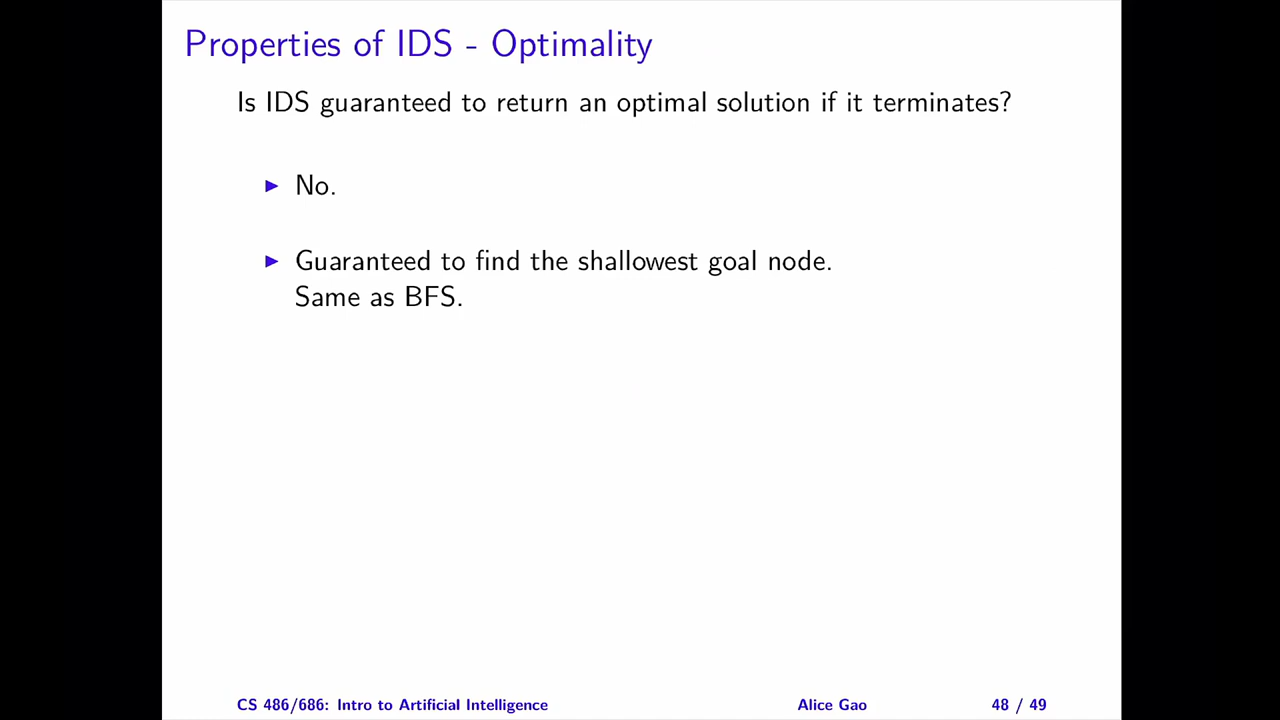 Properties of IDS - Optimality
Is IDS guaranteed to return an optimal solution if it terminates?
▶ No.
▶ Guaranteed to find the shallowest goal node.
Same as BFS.
CS 486/686: Intro to Artificial Intelligence Alice Gao 48 / 49